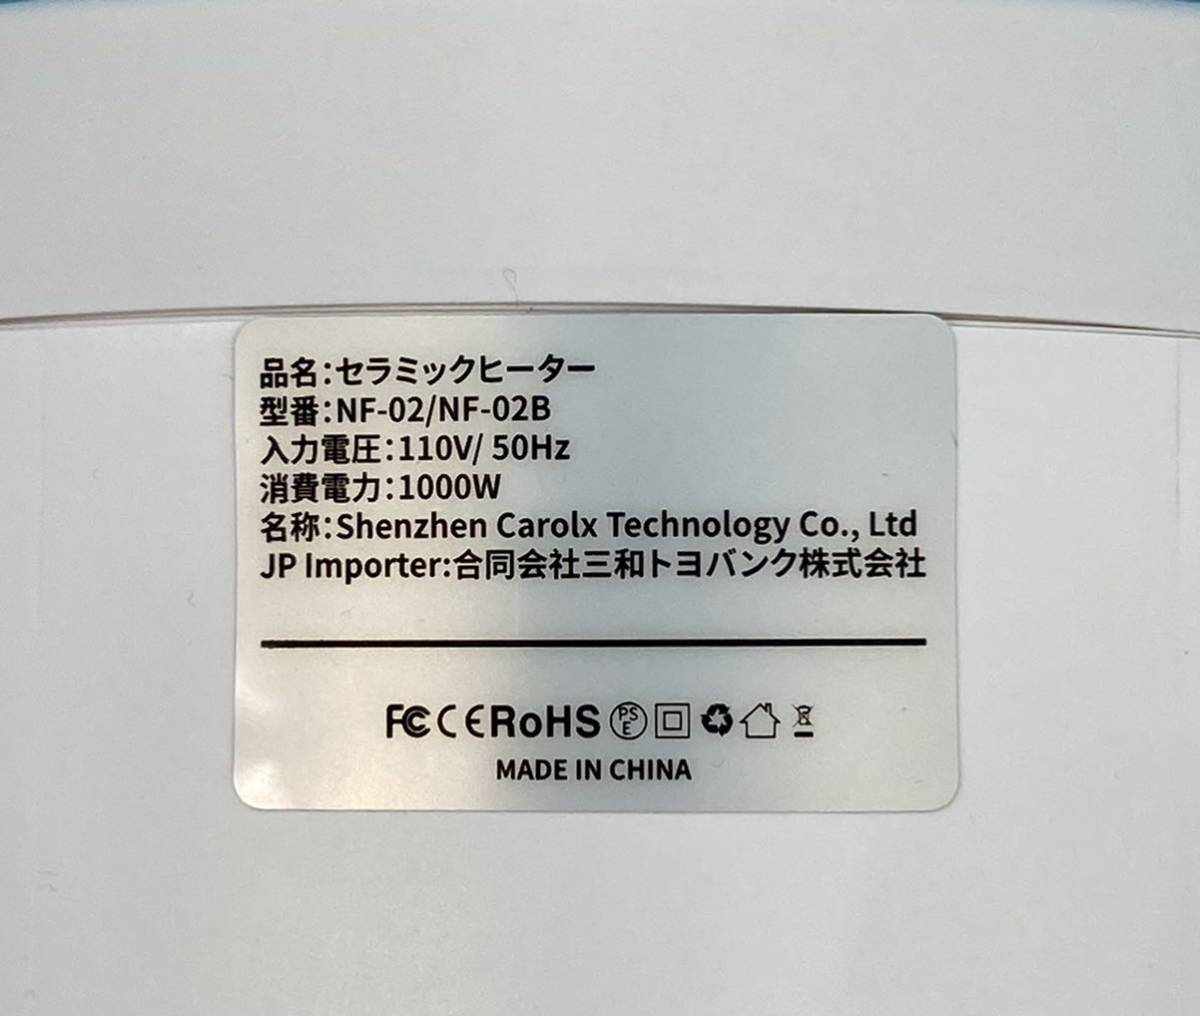 品名：セラミックヒーター
型番：NF-02/NF-02B
入力電圧：110V/ 50Hz
消費電力：1000W
名称：Shenzhen Carolx Technology Co., Ltd
JP Importer:合同会社三和トヨバンク株式会社
FC CE RoHS PSE
MADE IN CHINA